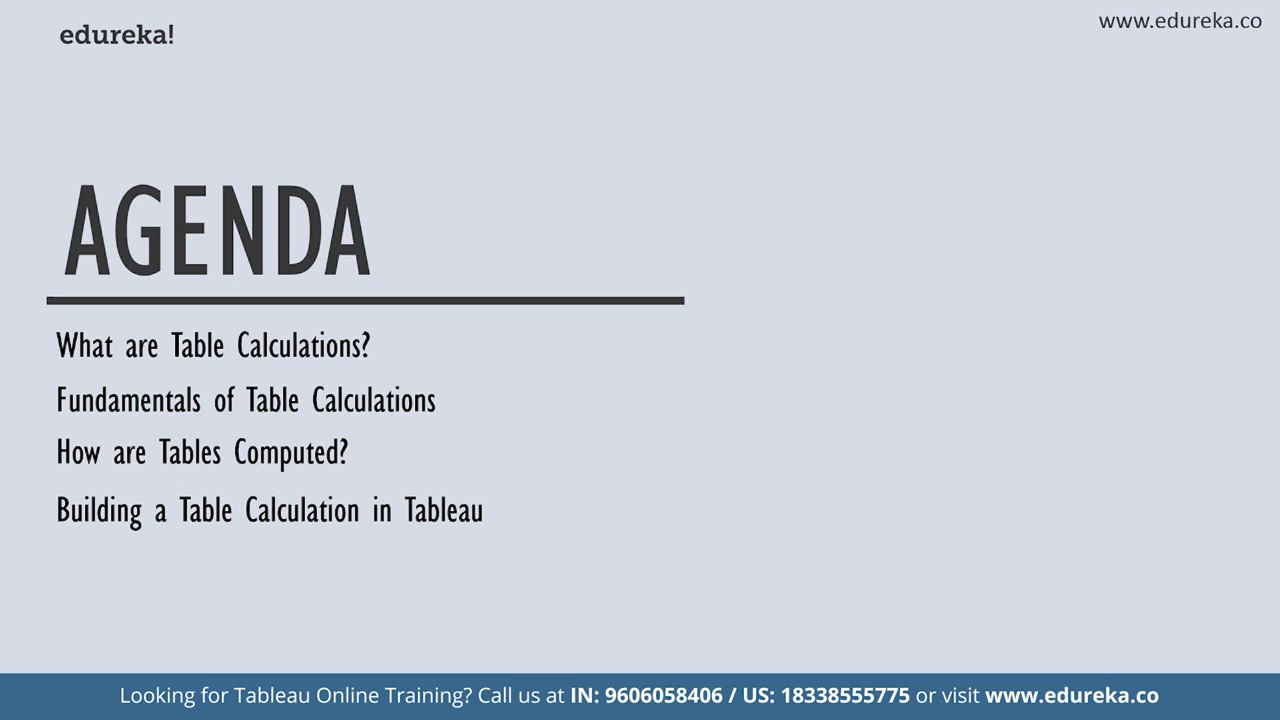 edureka!
www.edureka.co
AGENDA
What are Table Calculations?
Fundamentals of Table Calculations
How are Tables Computed?
Building a Table Calculation in Tableau
Looking for Tableau Online Training? Call us at IN: 9606058406 / US: 18338555775 or visit www.edureka.co